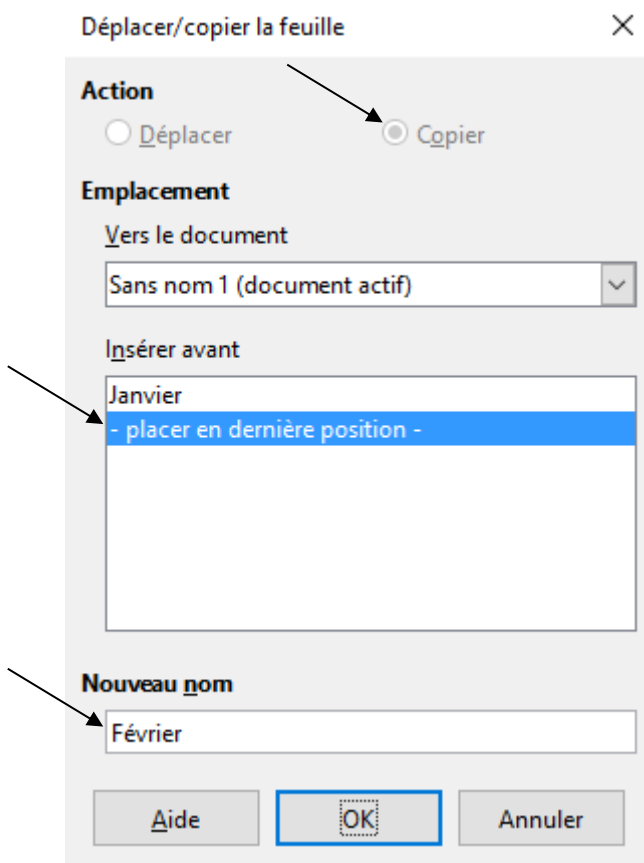 Déplacer/copier la feuille
Action
Déplacer Copier
Emplacement
Vers le document
Sans nom 1 (document actif)
Insérer avant
Janvier
- placer en dernière position -
Nouveau nom
Février
Aide OK Annuler